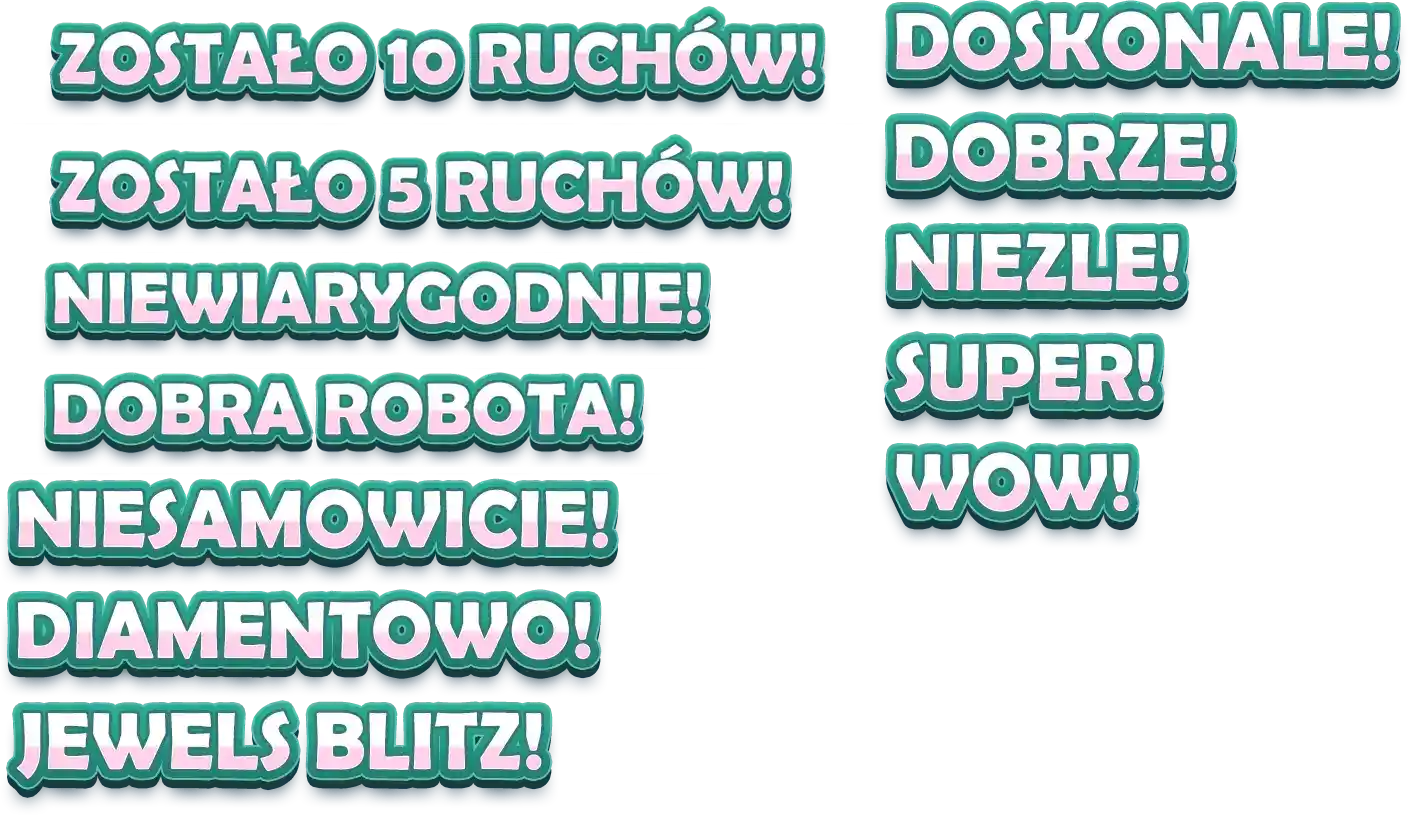 ZOSTAŁO 10 RUCHÓW!
ZOSTAŁO 5 RUCHÓW!
NIEWIARYGODNIE!
DOBRA ROBOTA!
NIESAMOWICIE!
DIAMENTOWO!
JEWELS BLITZ!
DOSKONALE!
DOBRZE!
NIEZLE!
SUPER!
WOW!